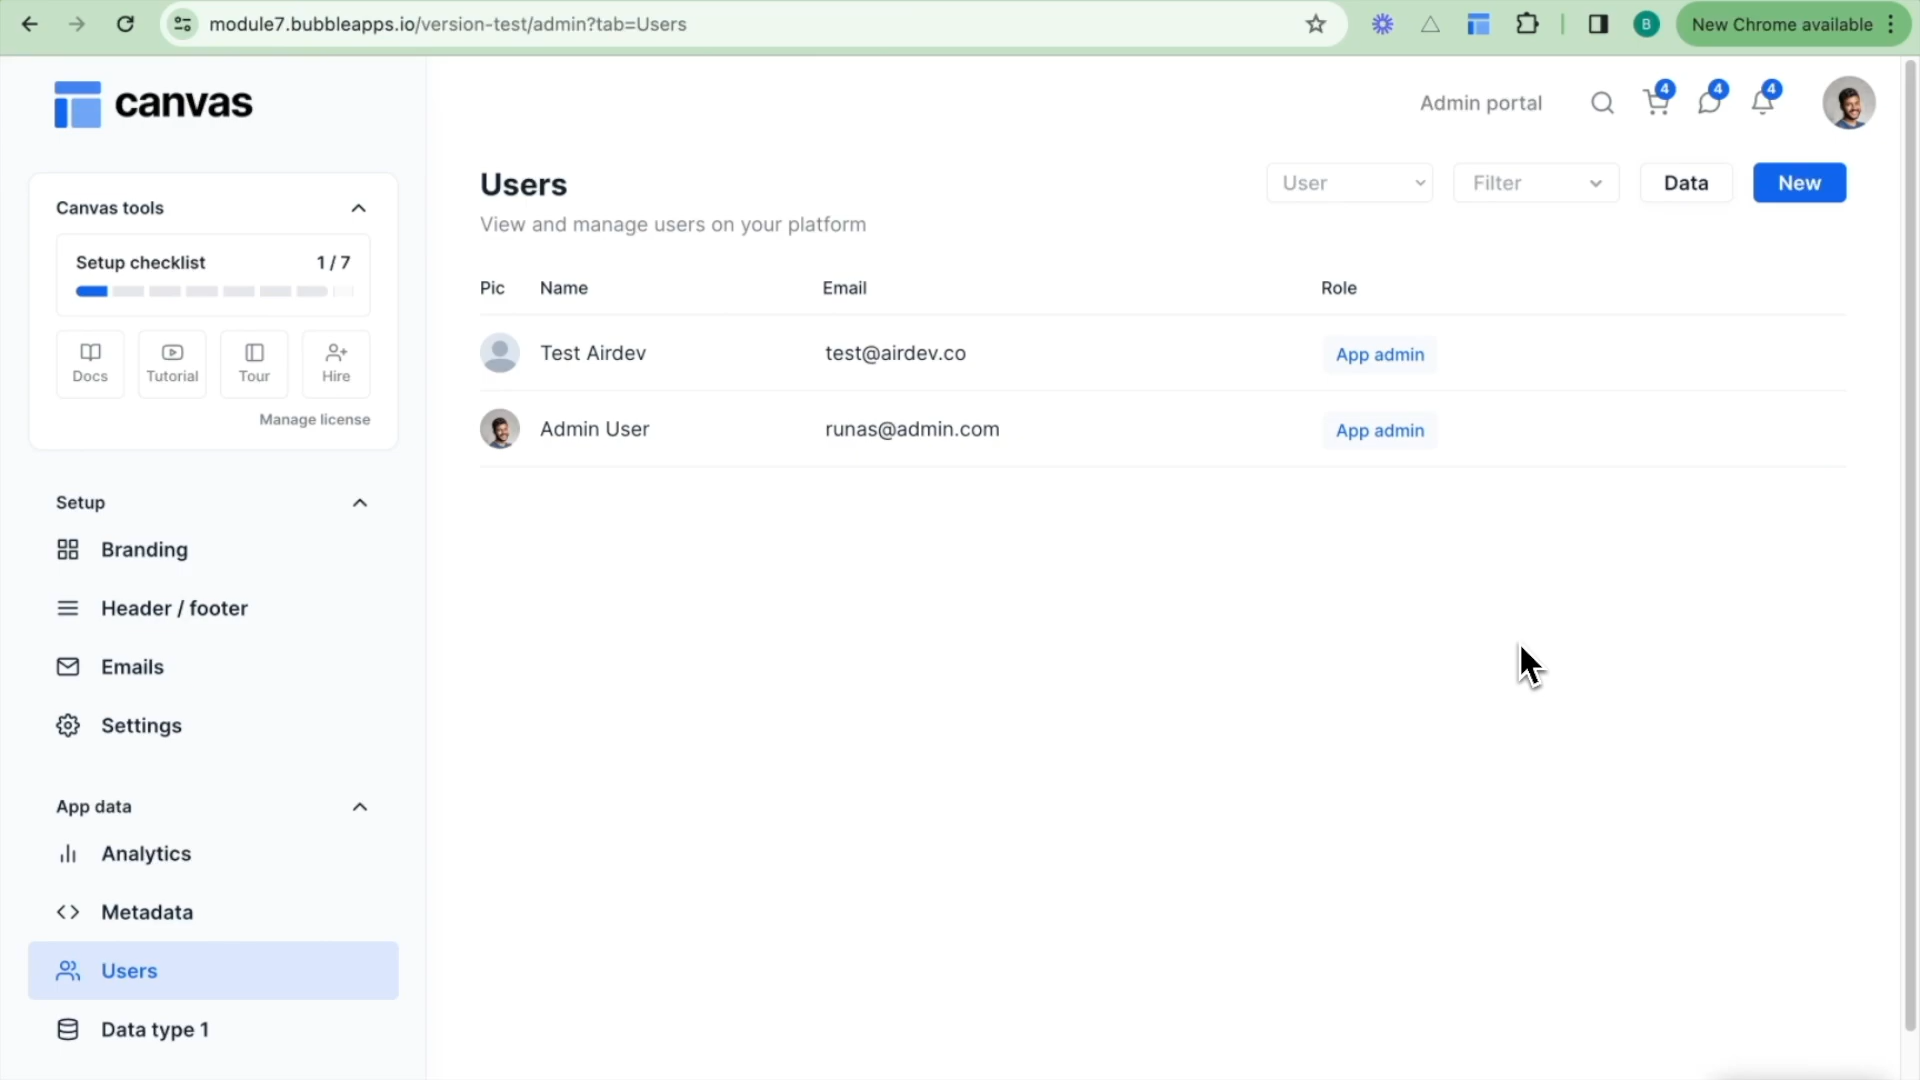 module7.bubbleapps.io/version-test/admin?tab=Users
B
New Chrome available
canvas
Admin portal
4
4
4
Canvas tools
Setup checklist 1 / 7
Docs
Tutorial
Tour
Hire
Manage license
Setup
Branding
Header / footer
Emails
Settings
App data
Analytics
Metadata
Users
Data type 1
Users
View and manage users on your platform
User
Filter
Data
New
Pic Name Email Role
Test Airdev test@airdev.co App admin
Admin User runas@admin.com App admin